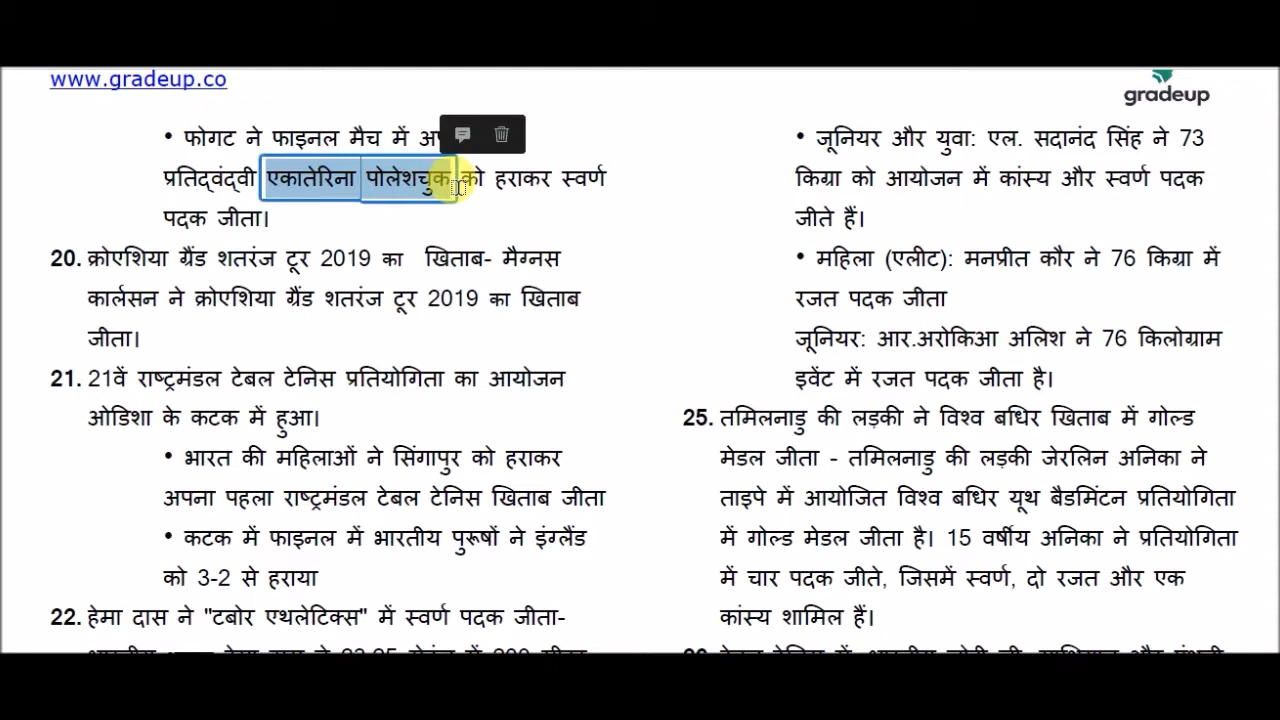 www.gradeup.co
gradeup
• फोगट ने फाइनल मैच में
प्रतिद्वंद्वी एकातेरिना पोलेशचुक को हराकर स्वर्ण
पदक जीता।
20. क्रोएशिया ग्रैंड शतरंज टूर 2019 का खिताब- मैग्नस
कार्लसन ने क्रोएशिया ग्रैंड शतरंज टूर 2019 का खिताब
जीता।
21. 21वें राष्ट्रमंडल टेबल टेनिस प्रतियोगिता का आयोजन
ओडिशा के कटक में हुआ।
• भारत की महिलाओं ने सिंगापुर को हराकर
अपना पहला राष्ट्रमंडल टेबल टेनिस खिताब जीता
• कटक में फाइनल में भारतीय पुरूषों ने इंग्लैंड
को 3-2 से हराया
22. हेमा दास ने "टबोर एथलेटिक्स" में स्वर्ण पदक जीता-
• जूनियर और युवा: एल. सदानंद सिंह ने 73
किग्रा को आयोजन में कांस्य और स्वर्ण पदक
जीते हैं।
• महिला (एलीट): मनप्रीत कौर ने 76 किग्रा में
रजत पदक जीता
जूनियर: आर.अरोकिआ अलिश ने 76 किलोग्राम
इवेंट में रजत पदक जीता है।
25. तमिलनाडु की लड़की ने विश्व बधिर खिताब में गोल्ड
मेडल जीता - तमिलनाडु की लड़की जेरलिन अनिका ने
ताइपे में आयोजित विश्व बधिर यूथ बैडमिंटन प्रतियोगिता
में गोल्ड मेडल जीता है। 15 वर्षीय अनिका ने प्रतियोगिता
में चार पदक जीते, जिसमें स्वर्ण, दो रजत और एक
कांस्य शामिल हैं।